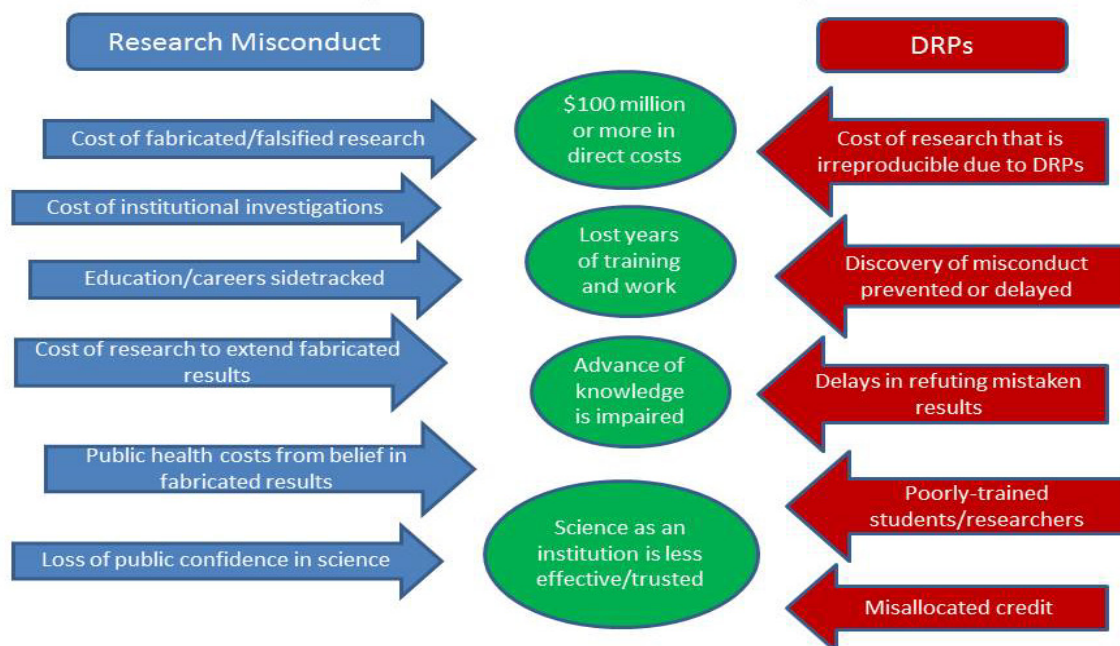 Research Misconduct
DRPs
Cost of fabricated/falsified research
Cost of institutional investigations
Education/careers sidetracked
Cost of research to extend fabricated
results
Public health costs from belief in
fabricated results
Loss of public confidence in science
$100 million
or more in
direct costs
Lost years
of training
and work
Advance of
knowledge
is impaired
Science as an
institution is less
effective/trusted
Cost of research that is
irreproducible due to DRPs
Discovery of misconduct
prevented or delayed
Delays in refuting mistaken
results
Poorly-trained
students/researchers
Misallocated credit